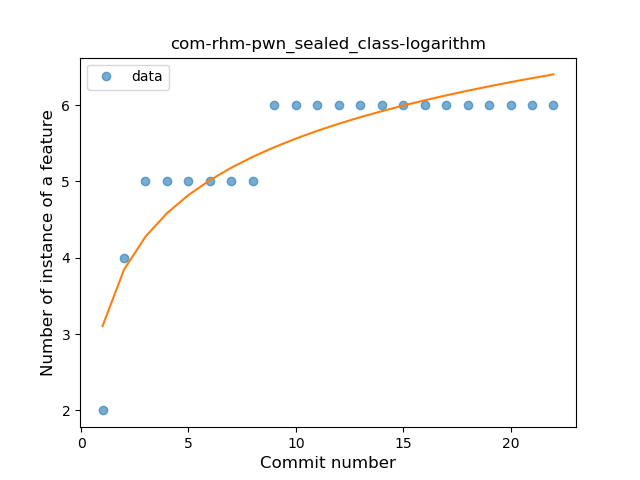 com-rhm-pwn_sealed_class-logarithm
data
Number of instance of a feature
6
5
4
3
2
0 5 10 15 20
Commit number